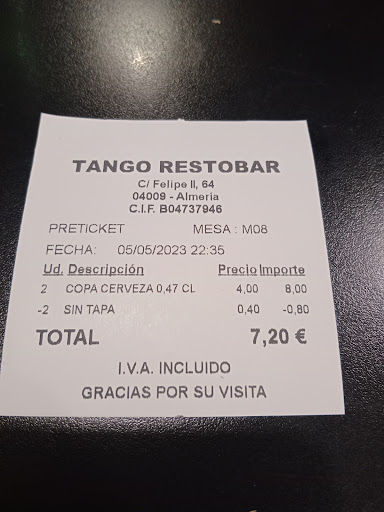 TANGO RESTOBAR
C/ Felipe II, 64
04009 - Almería
C.I.F. B04737946
PRETICKET MESA : M08
FECHA: 05/05/2023 22:35
Ud. Descripción Precio Importe
2 COPA CERVEZA 0,47 CL 4,00 8,00
-2 SIN TAPA 0,40 -0,80
TOTAL 7,20 €
I.V.A. INCLUIDO
GRACIAS POR SU VISITA